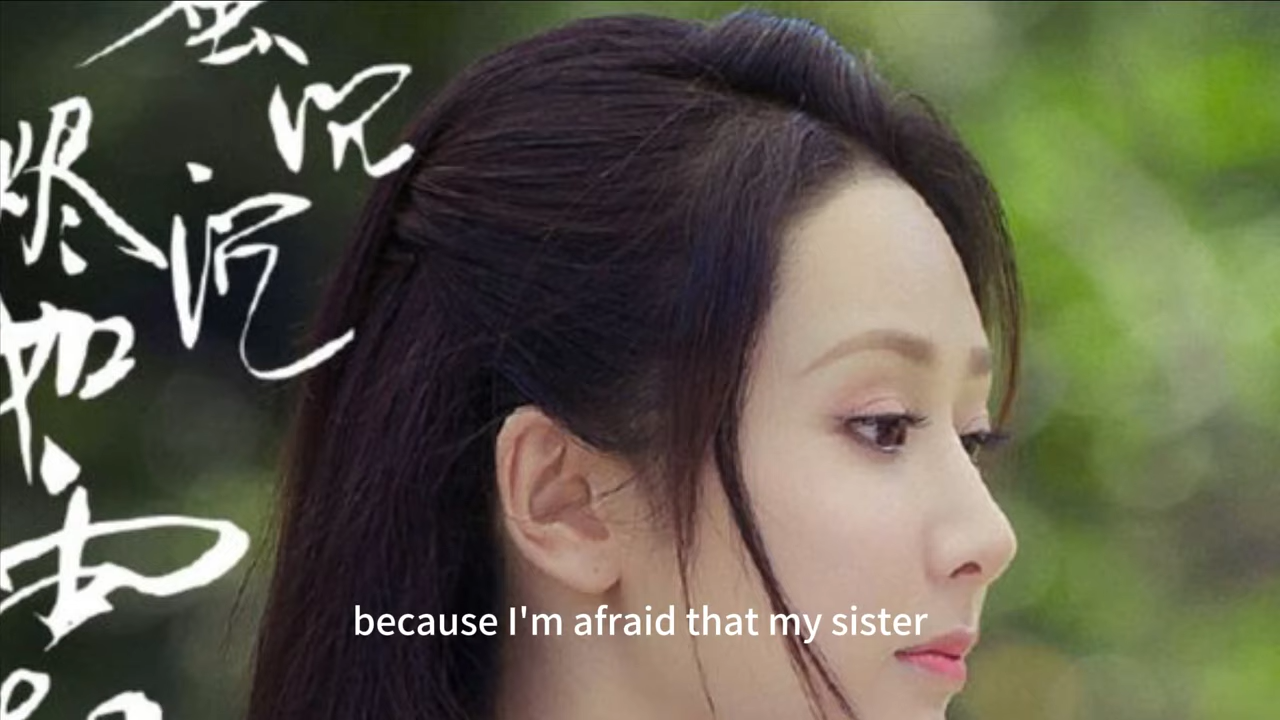 沉沉
烬如
because I'm afraid that my sister